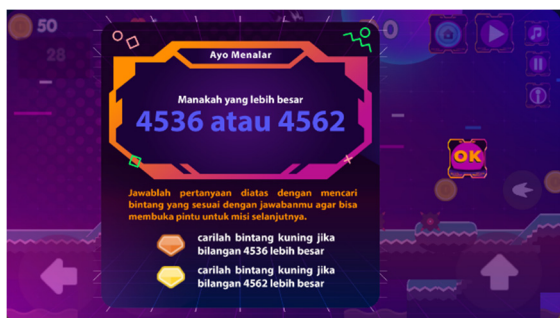 50
0
28
Ayo Menalar
Manakah yang lebih besar
4536 atau 4562
OK
Jawablah pertanyaan diatas dengan mencari
bintang yang sesuai dengan jawabanmu agar bisa
membuka pintu untuk misi selanjutnya.
carilah bintang kuning jika
bilangan 4536 lebih besar
carilah bintang kuning jika
bilangan 4562 lebih besar